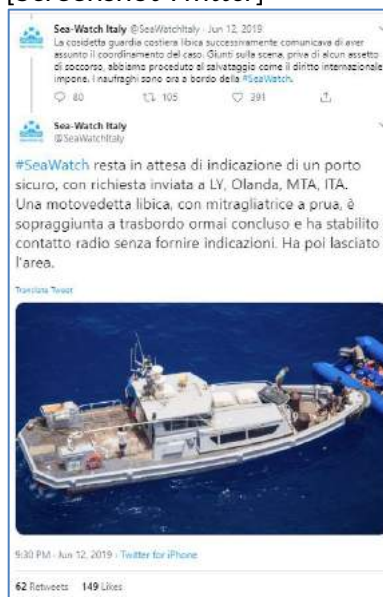 [Screenshot Twitter]
Sea-Watch Italy @SeaWatchItaly · Jun 12, 2019
La cosidetta guardia costiera libica successivamente comunicava di aver
assunto il coordinamento del caso. Giunti sulla scena, priva di alcun assetto
di soccorso, abbiamo proceduto al salvataggio come il diritto internazionale
impone. I naufraghi sono ora a bordo della #SeaWatch.
80 105 291
Sea-Watch Italy
@SeaWatchItaly
#SeaWatch resta in attesa di indicazione di un porto
sicuro, con richiesta inviata a LY, Olanda, MTA, ITA.
Una motovedetta libica, con mitragliatrice a prua, è
sopraggiunta a trasbordo ormai concluso e ha stabilito
contatto radio senza fornire indicazioni. Ha poi lasciato
l'area.
Translate Tweet
9:30 PM · Jun 12, 2019 · Twitter for iPhone
62 Retweets 149 Likes